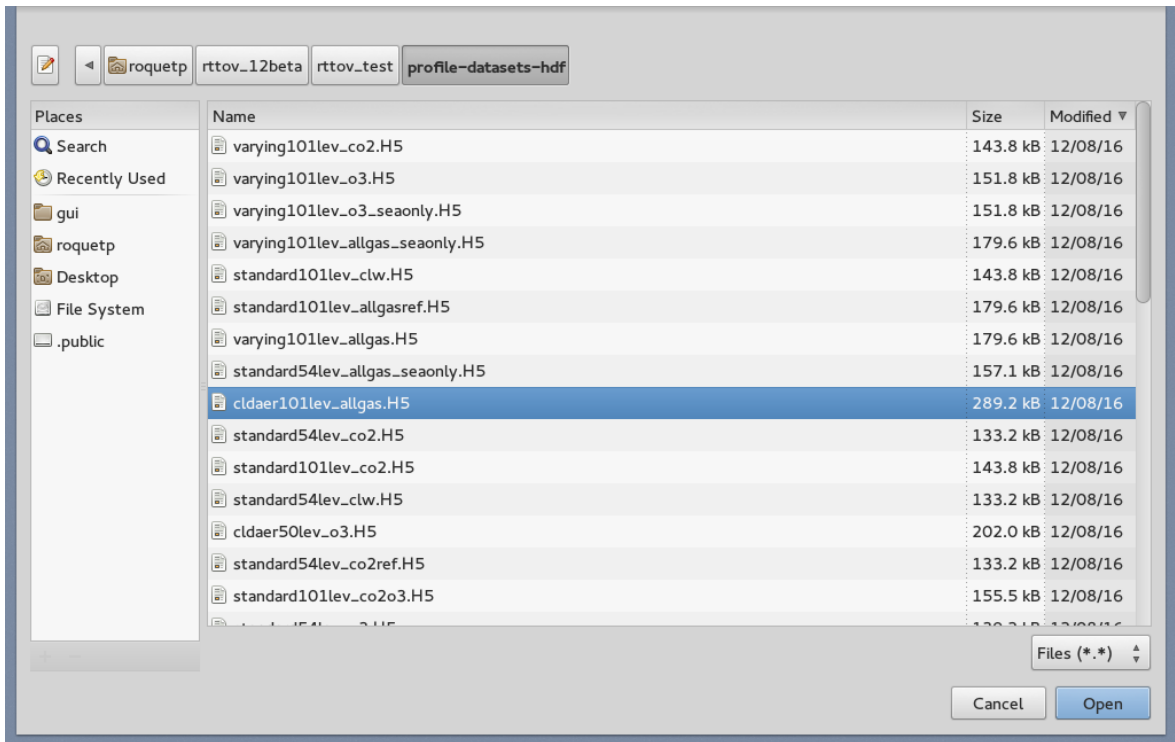 roquetp rttov_12beta rttov_test profile-datasets-hdf
Places
Search
Recently Used
gui
roquetp
Desktop
File System
.public
Name Size Modified
varying101lev_co2.H5 143.8 kB 12/08/16
varying101lev_o3.H5 151.8 kB 12/08/16
varying101lev_o3_seaonly.H5 151.8 kB 12/08/16
varying101lev_allgas_seaonly.H5 179.6 kB 12/08/16
standard101lev_clw.H5 143.8 kB 12/08/16
standard101lev_allgasref.H5 179.6 kB 12/08/16
varying101lev_allgas.H5 179.6 kB 12/08/16
standard54lev_allgas_seaonly.H5 157.1 kB 12/08/16
cldaer101lev_allgas.H5 289.2 kB 12/08/16
standard54lev_co2.H5 133.2 kB 12/08/16
standard101lev_co2.H5 143.8 kB 12/08/16
standard54lev_clw.H5 133.2 kB 12/08/16
cldaer50lev_o3.H5 202.0 kB 12/08/16
standard54lev_co2ref.H5 133.2 kB 12/08/16
standard101lev_co2o3.H5 155.5 kB 12/08/16
Files (*.*)
Cancel Open